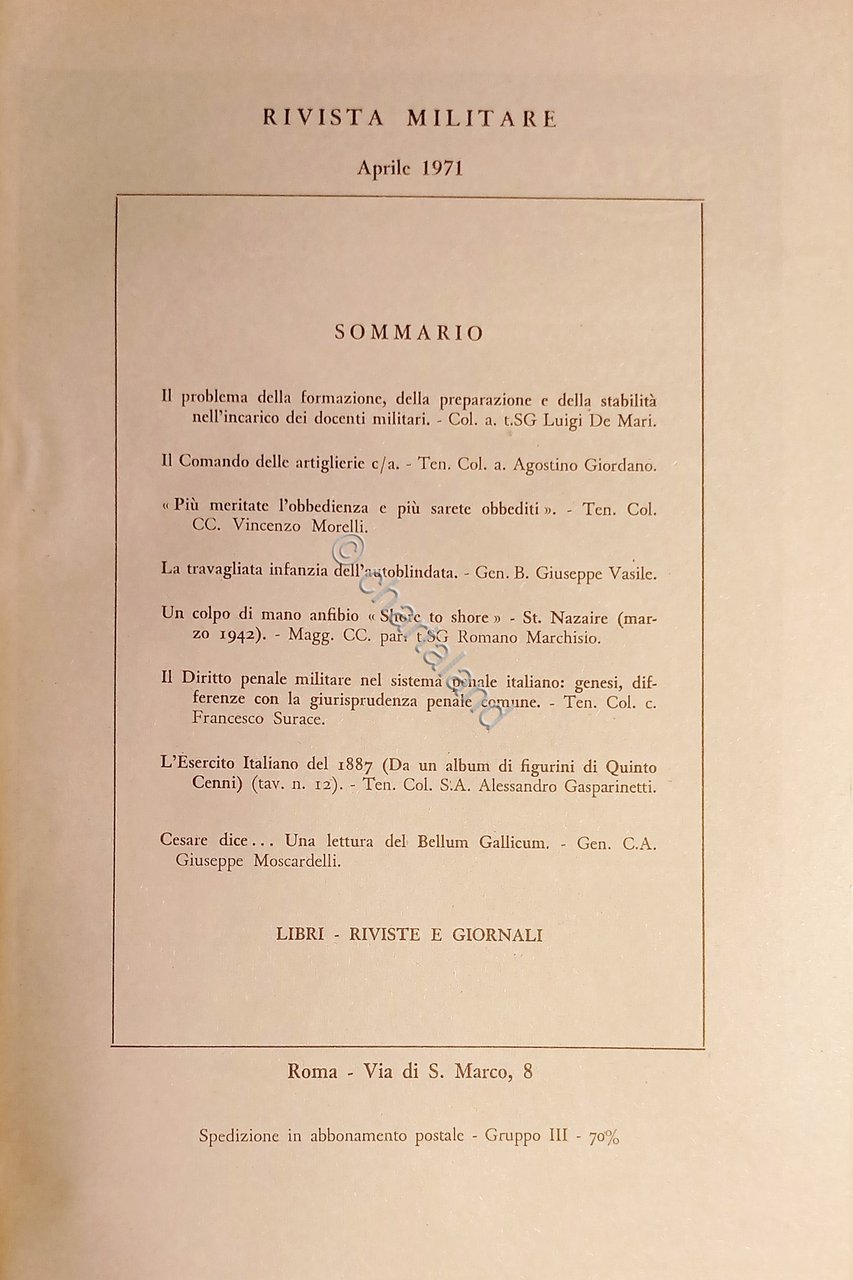 RIVISTA MILITARE
Aprile 1971
SOMMARIO
Il problema della formazione, della preparazione e della stabilità
nell'incarico dei docenti militari. - Col. a. t.SG Luigi De Mari.
Il Comando delle artiglierie c/a. - Ten. Col. a. Agostino Giordano.
« Più meritate l'obbedienza e più sarete obbediti ». - Ten. Col.
CC. Vincenzo Morelli.
La travagliata infanzia dell'autoblindata. - Gen. B. Giuseppe Vasile.
Un colpo di mano anfibio « Shore to shore » - St. Nazaire (mar-
zo 1942). - Magg. CC. par. t.SG Romano Marchisio.
Il Diritto penale militare nel sistema penale italiano: genesi, dif-
ferenze con la giurisprudenza penale comune. - Ten. Col. c.
Francesco Surace.
L'Esercito Italiano del 1887 (Da un album di figurini di Quinto
Cenni) (tav. n. 12). - Ten. Col. S.A. Alessandro Gasparinetti.
Cesare dice... Una lettura del Bellum Gallicum. - Gen. C.A.
Giuseppe Moscardelli.
LIBRI - RIVISTE E GIORNALI
Roma - Via di S. Marco, 8
Spedizione in abbonamento postale - Gruppo III - 70%
© chartaland